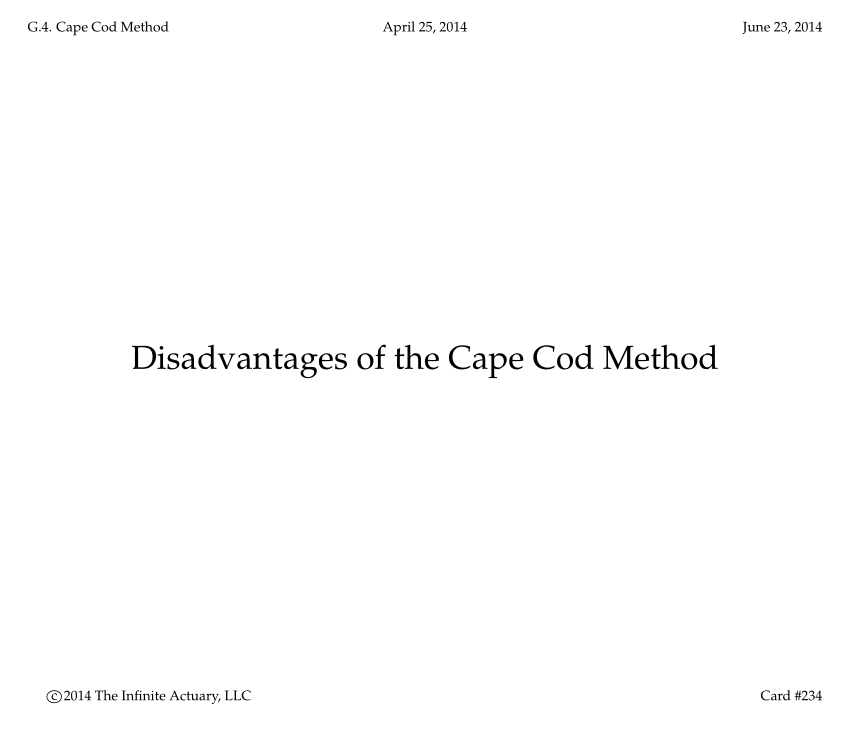 G.4. Cape Cod Method April 25, 2014 June 23, 2014
Disadvantages of the Cape Cod Method
©2014 The Infinite Actuary, LLC Card #234